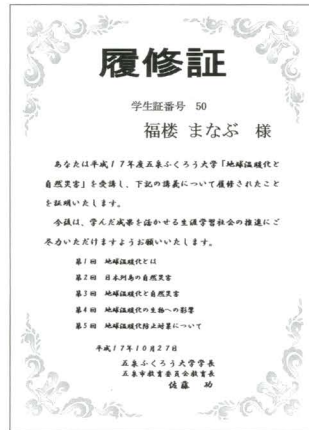 履修証
学生証番号 50
福楼 まなぶ 様
あなたは平成17年度五泉ふくろう大学「地球温暖化と
自然災害」を受講し、下記の講義について履修されたこと
を証明いたします。
今後は、学んだ成果を活かせる生涯学習社会の推進にご
尽力いただけますようお願いいたします。
第1回 地球温暖化とは
第2回 日本列島の自然災害
第3回 地球温暖化と自然災害
第4回 地球温暖化の生物への影響
第5回 地球温暖化防止対策について
平成17年10月27日
五泉ふくろう大学学長
五泉市教育委員会教育長
佐藤 功